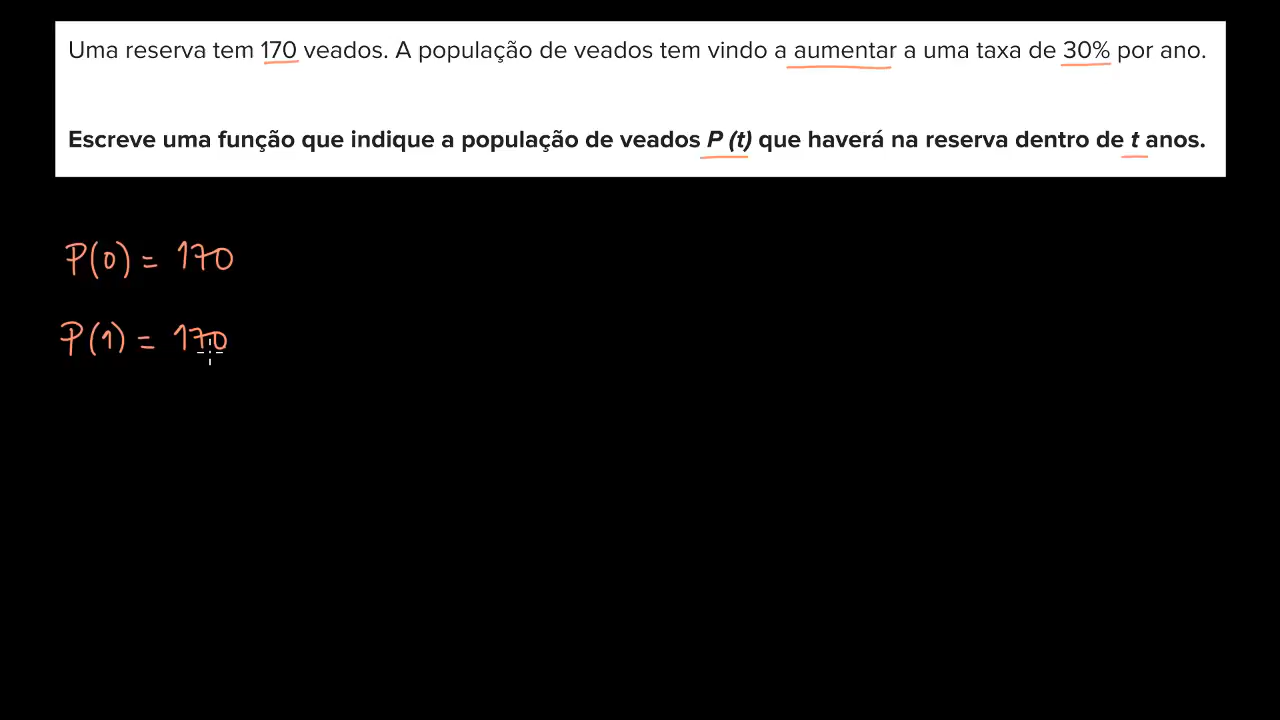 Uma reserva tem 170 veados. A população de veados tem vindo a aumentar a uma taxa de 30% por ano.
Escreve uma função que indique a população de veados P (t) que haverá na reserva dentro de t anos.
P(0) = 170
P(1) = 170